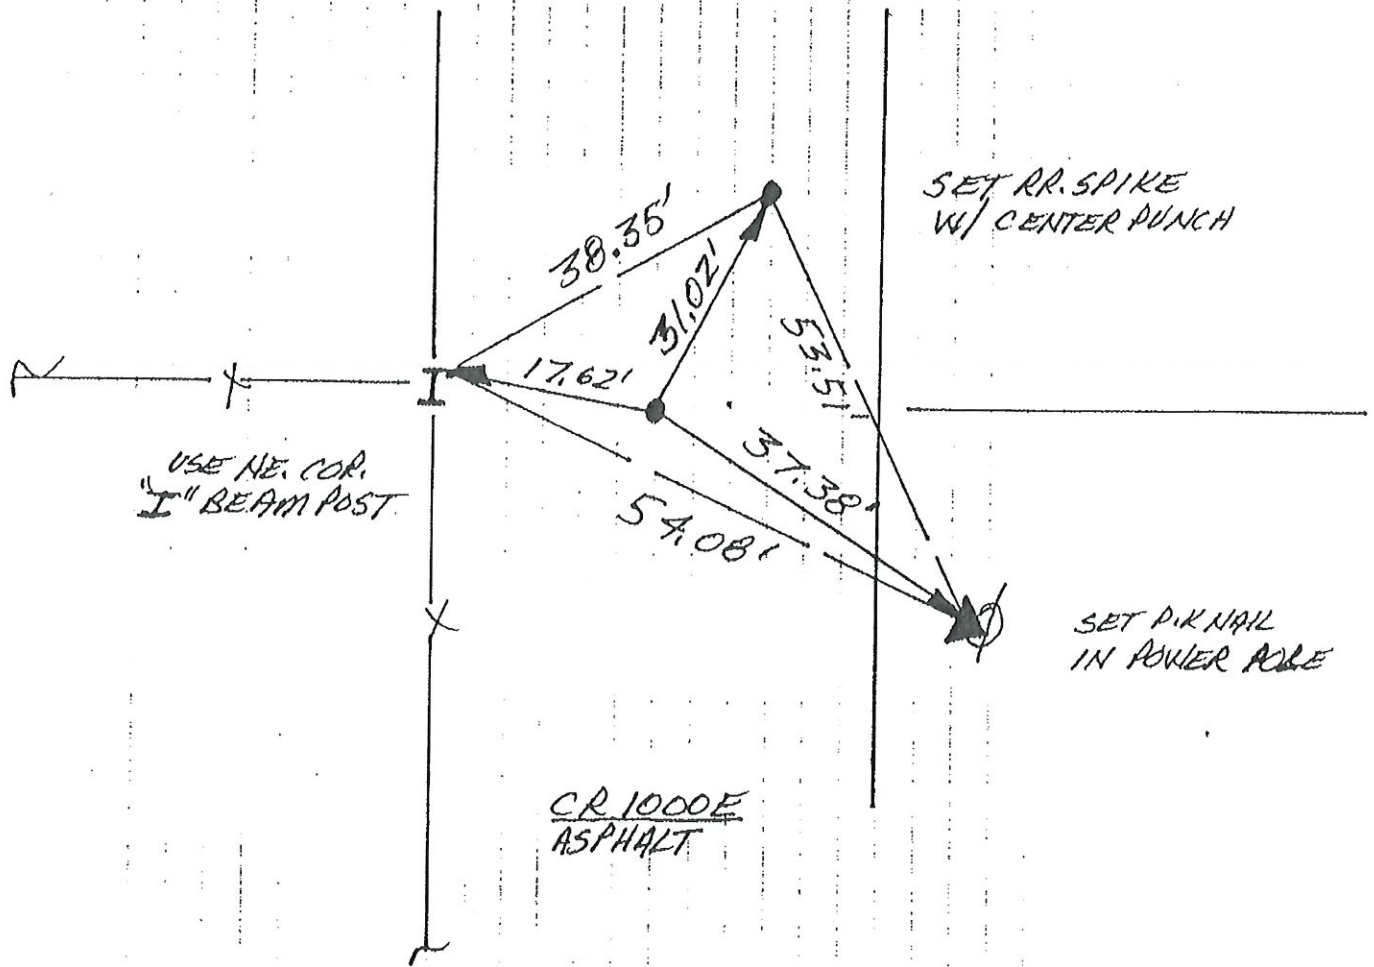 SET RR. SPIKE
W/ CENTER PUNCH
38.35'
31.02'
53.51'
17.62'
37.38'
54.08'
USE NE. COR.
"I" BEAM POST
SET P.K NAIL
IN POWER POLE
CR 1000E
ASPHALT